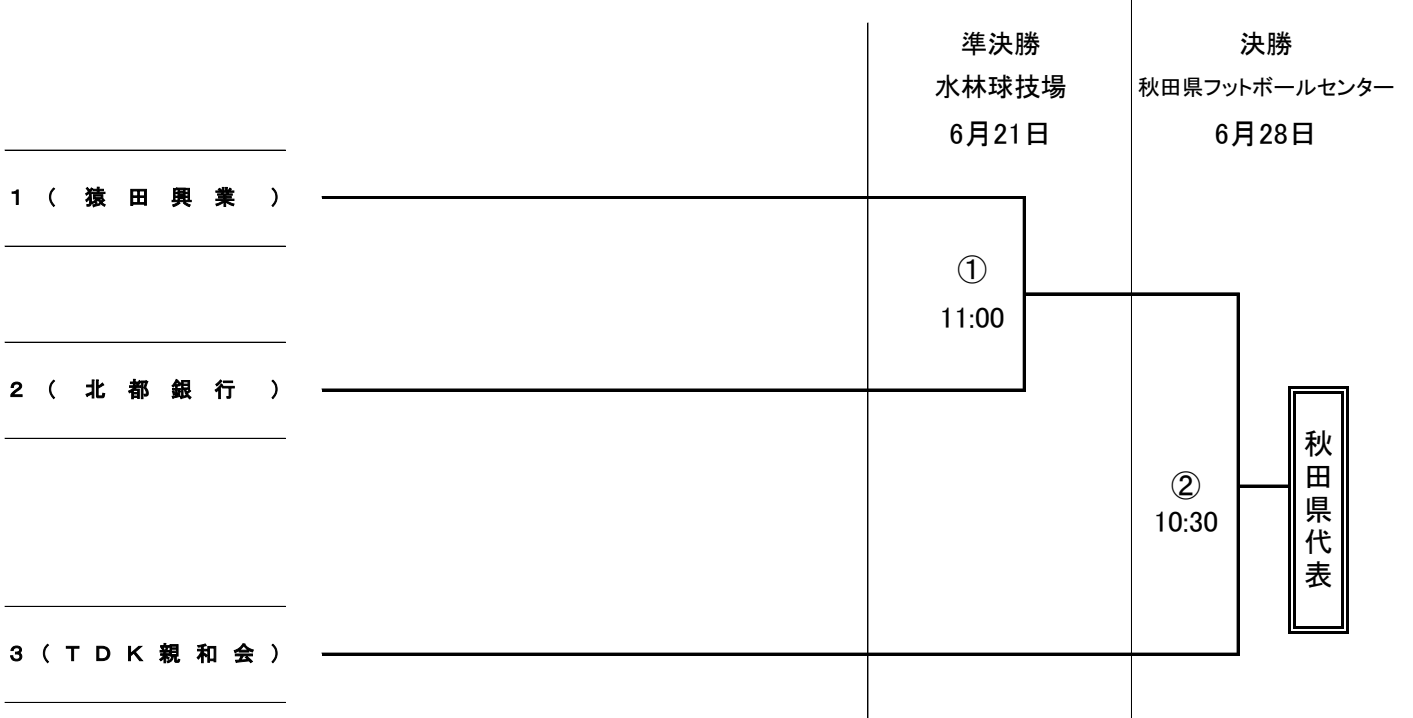 準決勝
水林球技場
6月21日
決勝
秋田県フットボールセンター
6月28日
1(猿田興業)
①
11:00
2(北都銀行)
②
10:30
秋田県代表
3(TDK親和会)